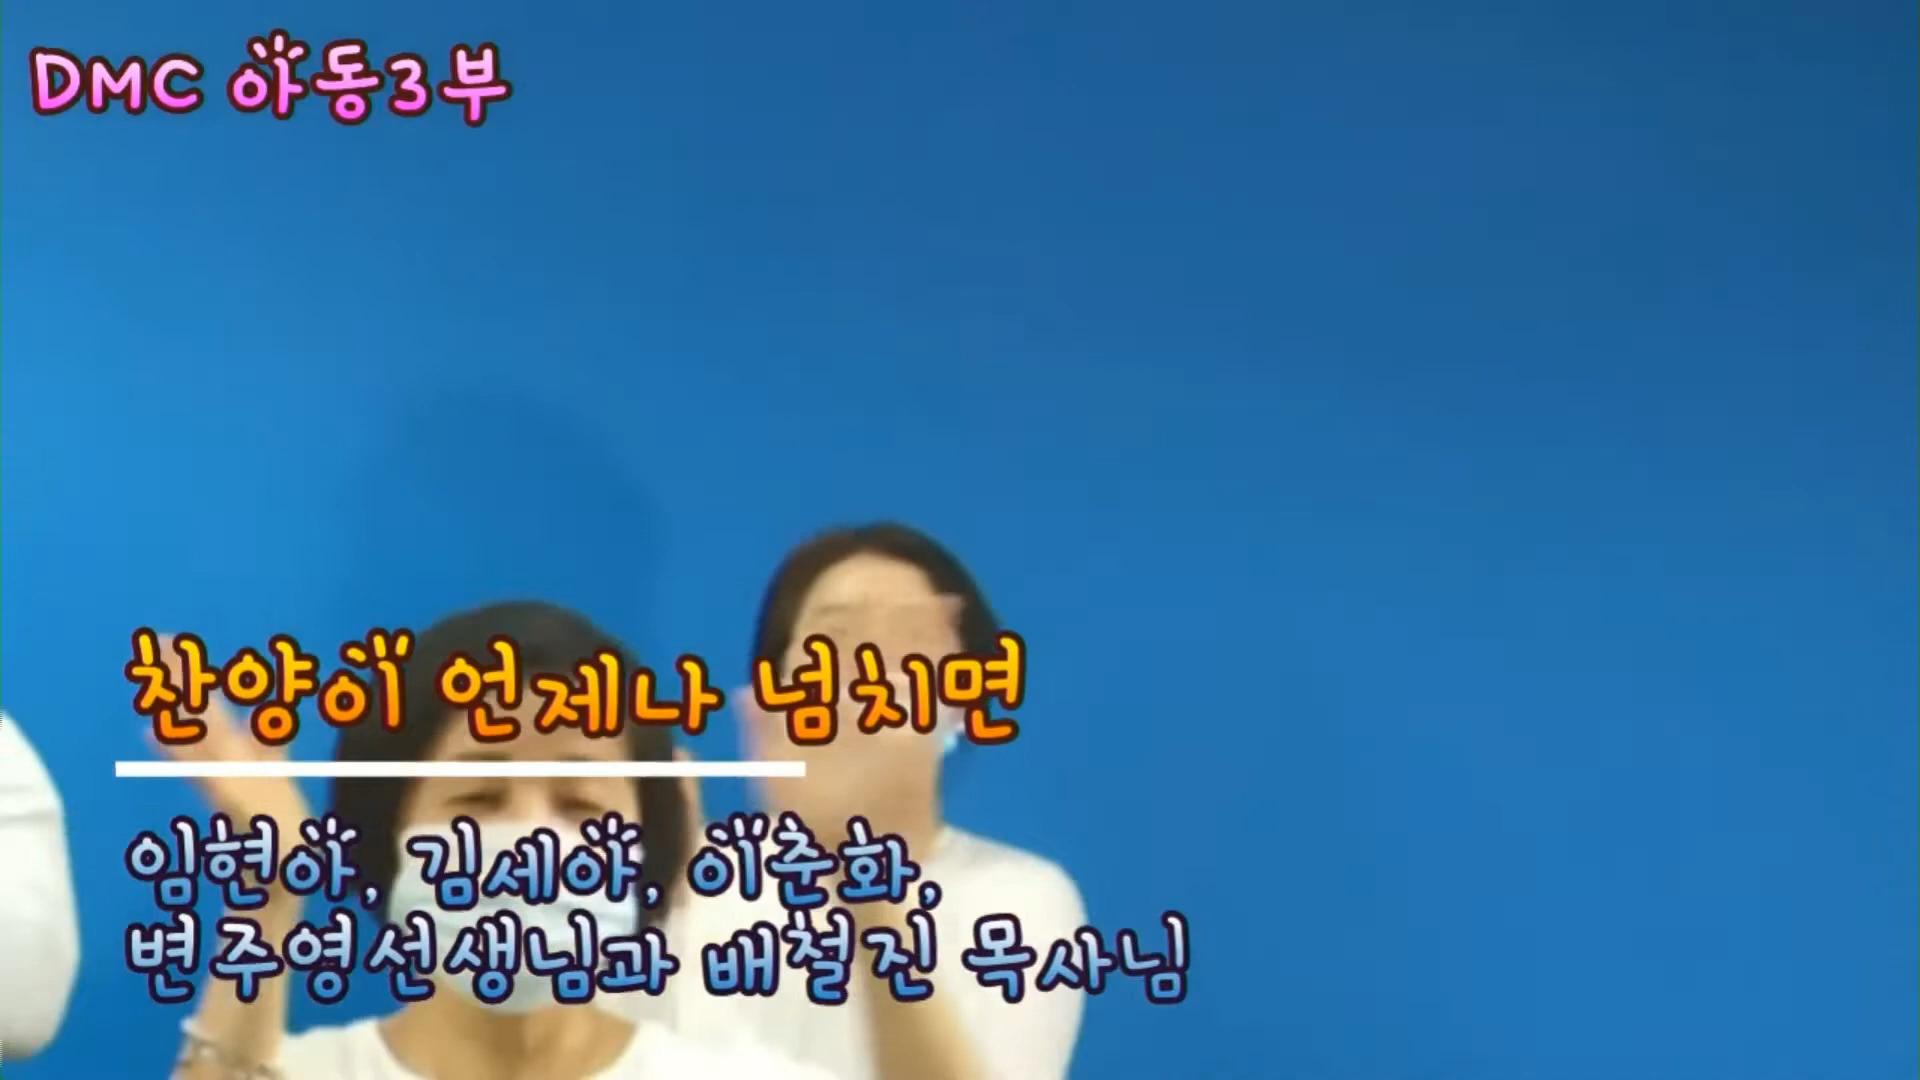 DMC 아동3부
찬양이 언제나 넘치면
임현아, 김세아, 이춘화,
변주영선생님과 배철진 목사님